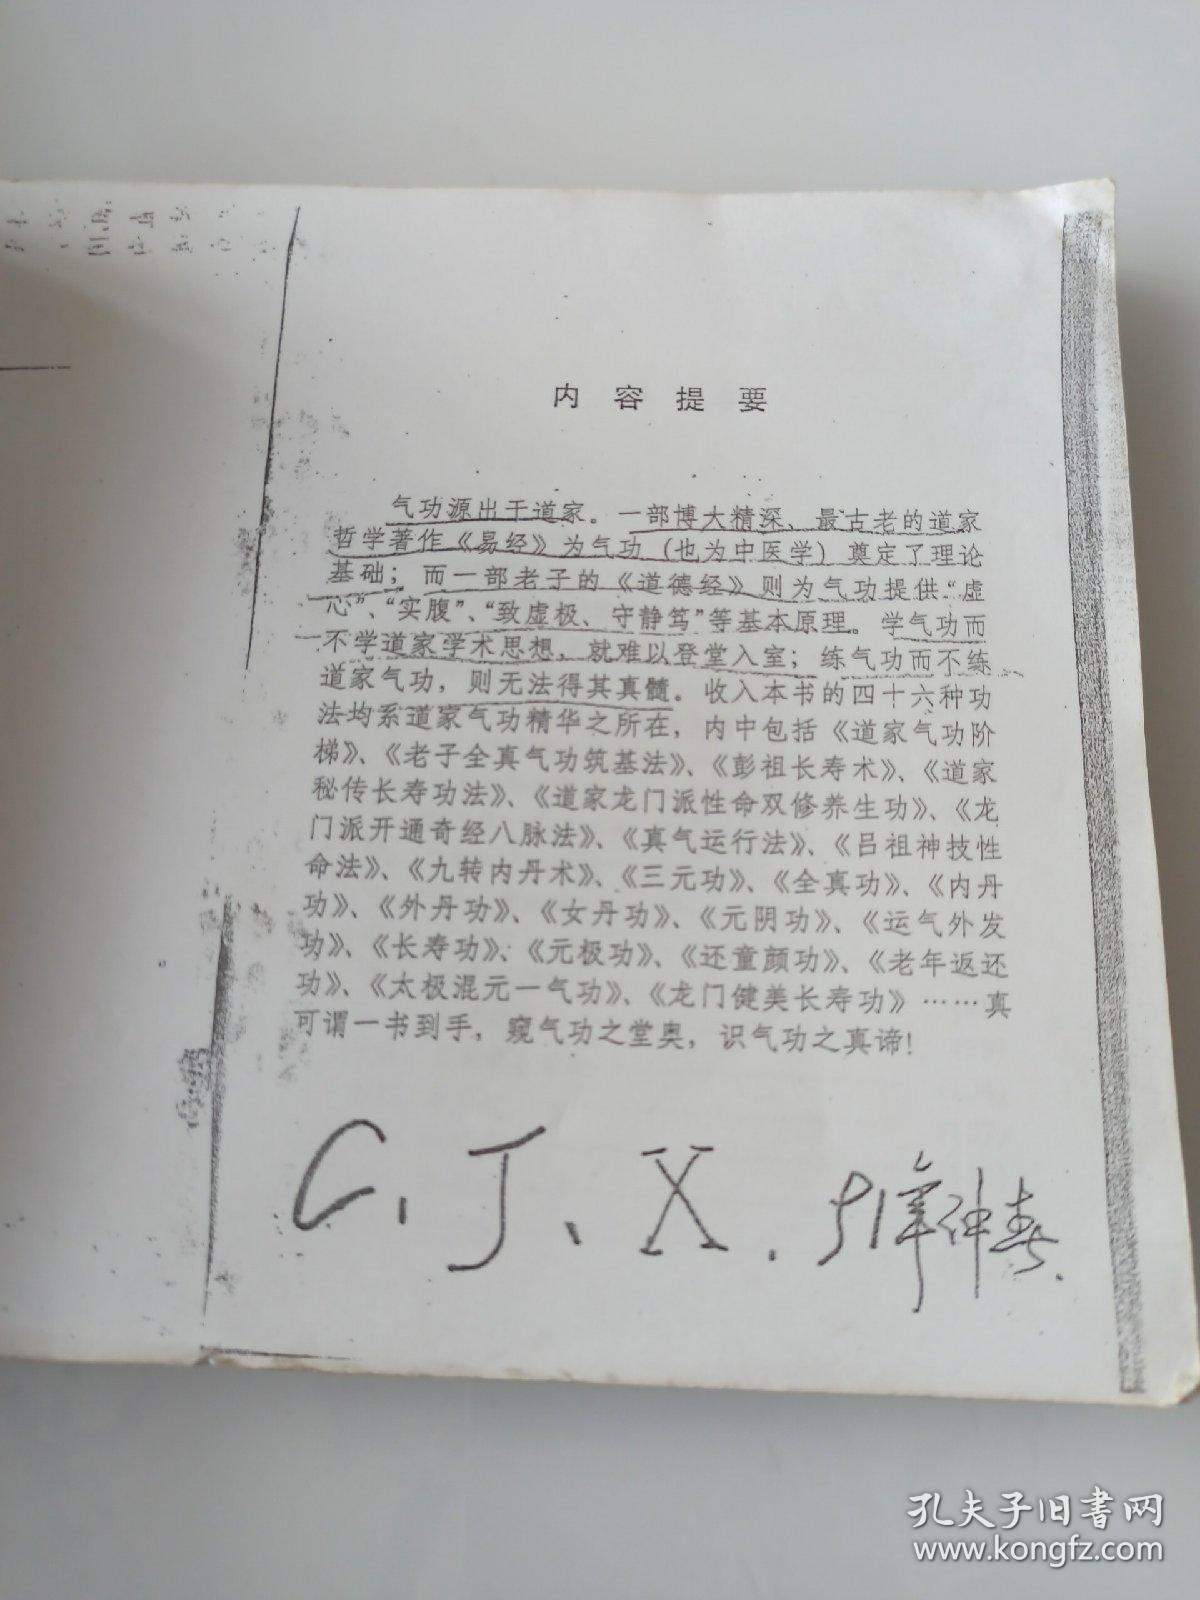 内容提要
气功源出于道家。一部博大精深、最古老的道家
哲学著作《易经》为气功（也为中医学）奠定了理论
基础；而一部老子的《道德经》则为气功提供“虚
心”、“实腹”、“致虚极、守静笃”等基本原理。学气功而
不学道家学术思想，就难以登堂入室；练气功而不练
道家气功，则无法得其真髓。收入本书的四十六种功
法均系道家气功精华之所在，内中包括《道家气功阶
梯》、《老子全真气功筑基法》、《彭祖长寿术》、《道家
秘传长寿功法》、《道家龙门派性命双修养生功》、《龙
门派开通奇经八脉法》、《真气运行法》、《吕祖神技性
命法》、《九转内丹术》、《三元功》、《全真功》、《内丹
功》、《外丹功》、《女丹功》、《元阴功》、《运气外发
功》、《长寿功》、《元极功》、《还童颜功》、《老年返还
功》、《太极混元一气功》、《龙门健美长寿功》……真
可谓一书到手，窥气功之堂奥，识气功之真谛！
C.J.X.
孔夫子旧书网
www.kongfz.com